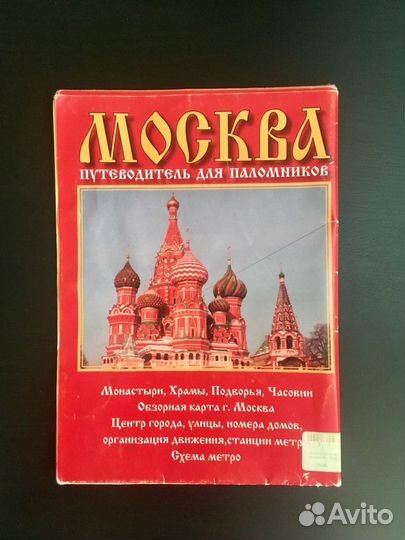 МОСКВА
ПУТЕВОДИТЕЛЬ ДЛЯ ПАЛОМНИКОВ
Монастыри, Храмы, Подворья, Часовни
Обзорная карта г. Москва
Центр города, улицы, номера домов,
организация движения,станции метр
Схема метро
Avito